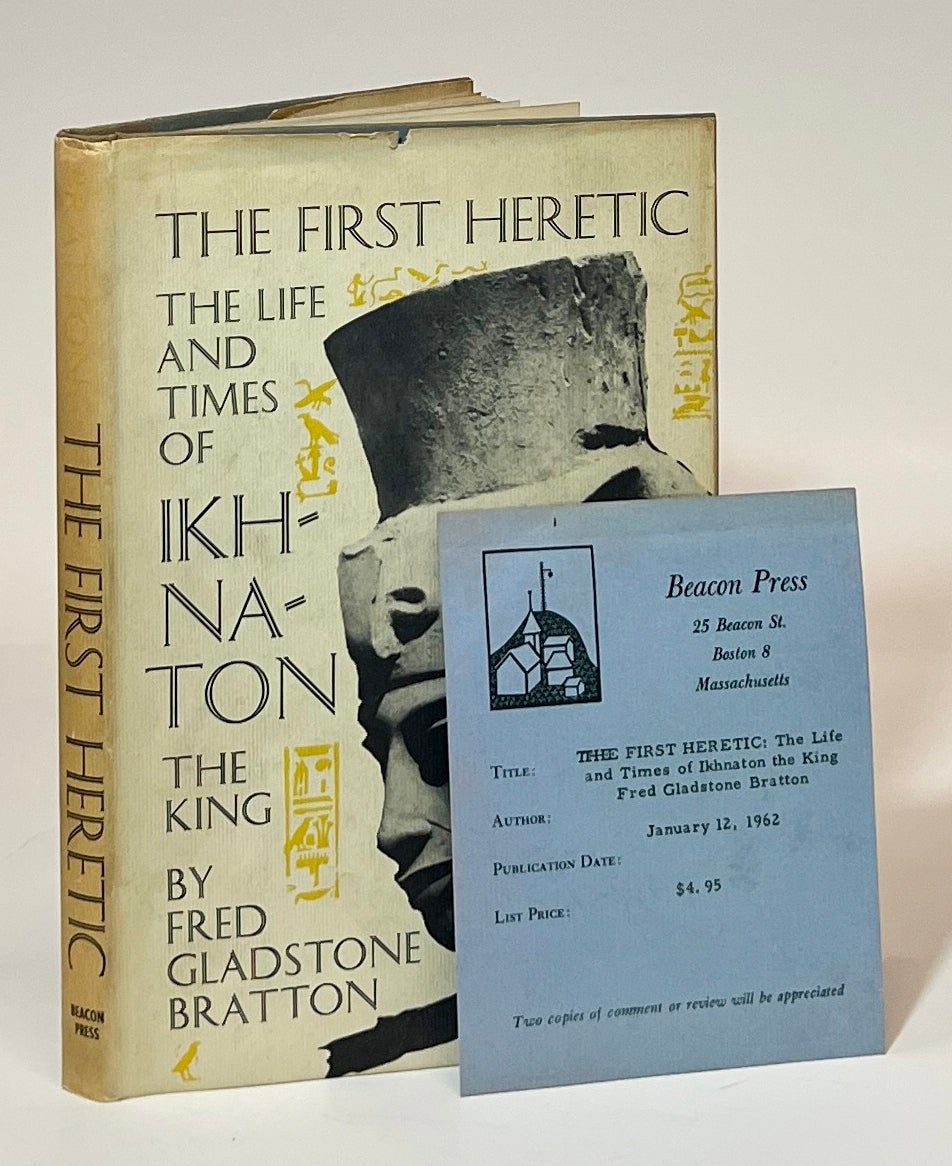 THE FIRST HERETIC
THE LIFE
AND
TIMES
OF
IKH-
NA-
TON
THE
KING
BY
FRED
GLADSTONE
BRATTON
THE FIRST HERETIC
BEACON
PRESS
Beacon Press
25 Beacon St.
Boston 8
Massachusetts
TITLE: THE FIRST HERETIC: The Life
and Times of Ikhnaton the King
Fred Gladstone Bratton
AUTHOR:
January 12, 1962
PUBLICATION DATE:
$4.95
LIST PRICE:
Two copies of comment or review will be appreciated